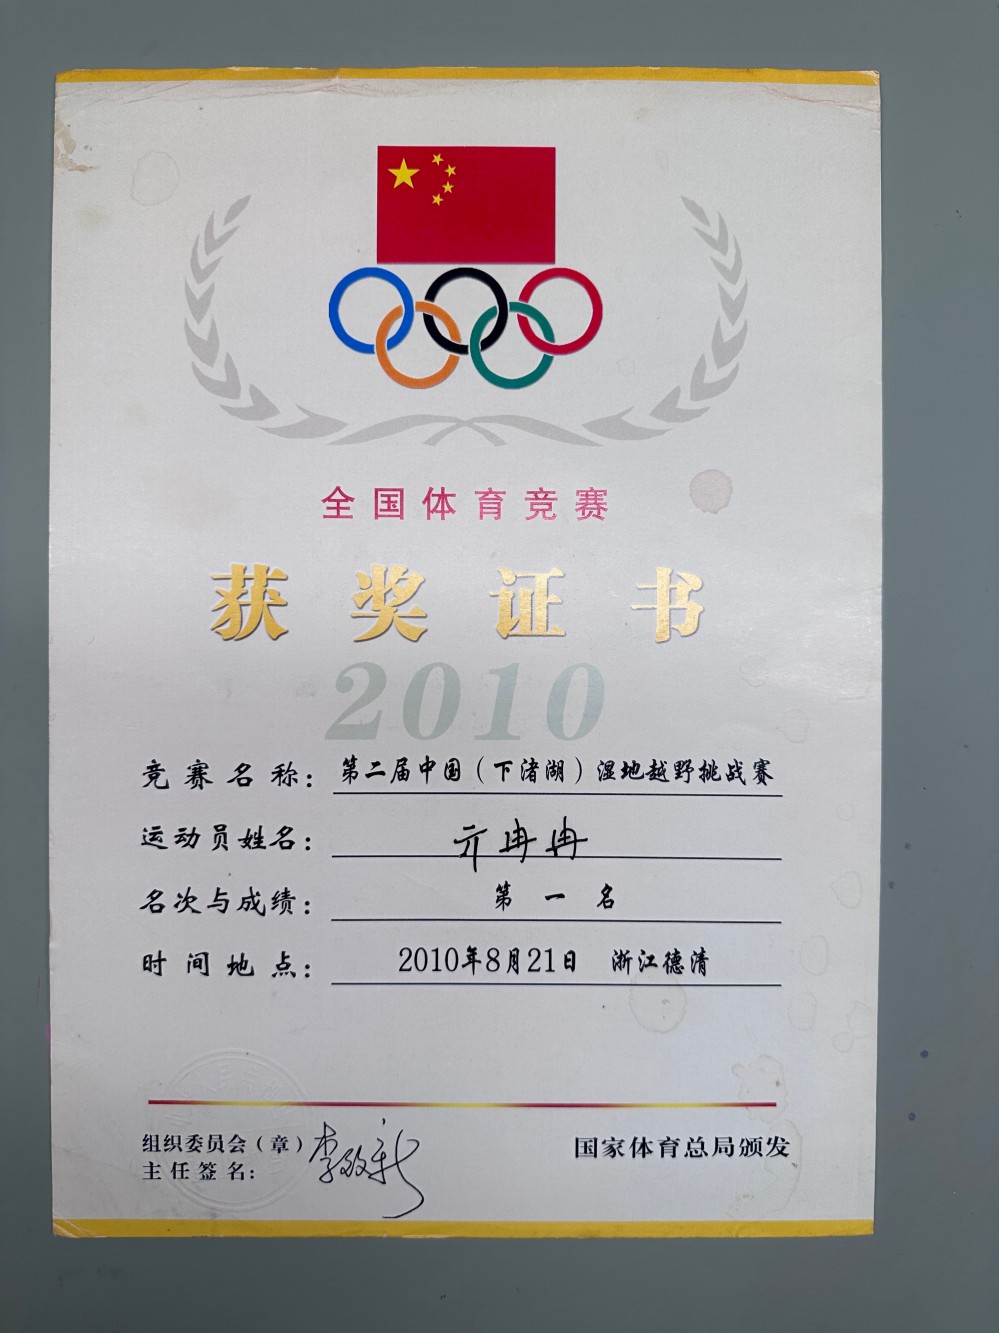 全国体育竞赛
获奖证书
2010
竞赛名称：第二届中国（下渚湖）湿地越野挑战赛
运动员姓名：亓冉冉
名次与成绩：第一名
时间地点：2010年8月21日 浙江德清
组织委员会（章）
主任签名：李致新
国家体育总局颁发